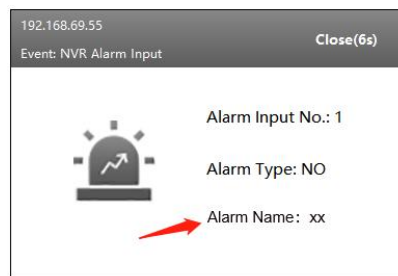 192.168.69.55
Close(6s)
Event: NVR Alarm Input
Alarm Input No.: 1
Alarm Type: NO
Alarm Name: xx